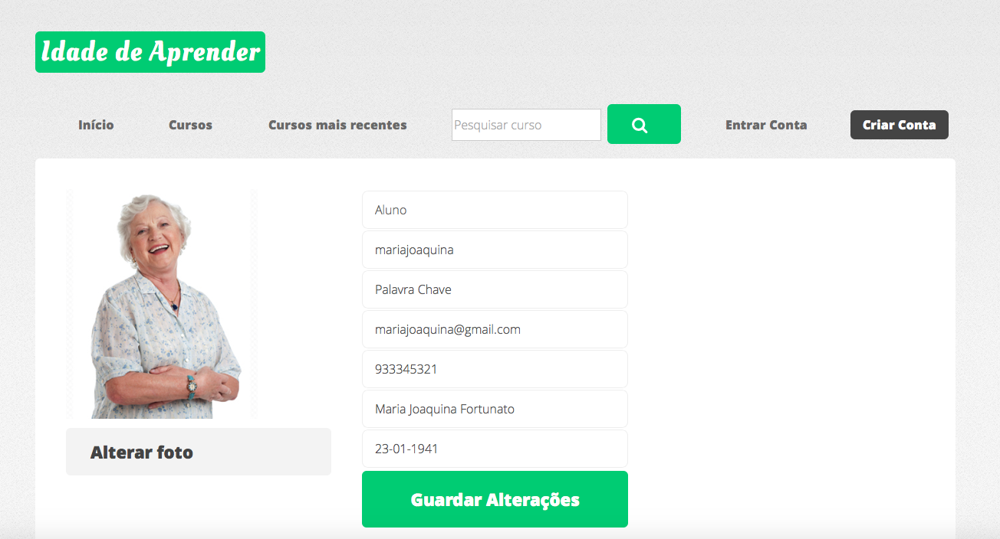 Idade de Aprender
Início Cursos Cursos mais recentes Pesquisar curso Entrar Conta Criar Conta
Aluno
mariajoaquina
Palavra Chave
mariajoaquina@gmail.com
933345321
Maria Joaquina Fortunato
23-01-1941
Alterar foto
Guardar Alterações